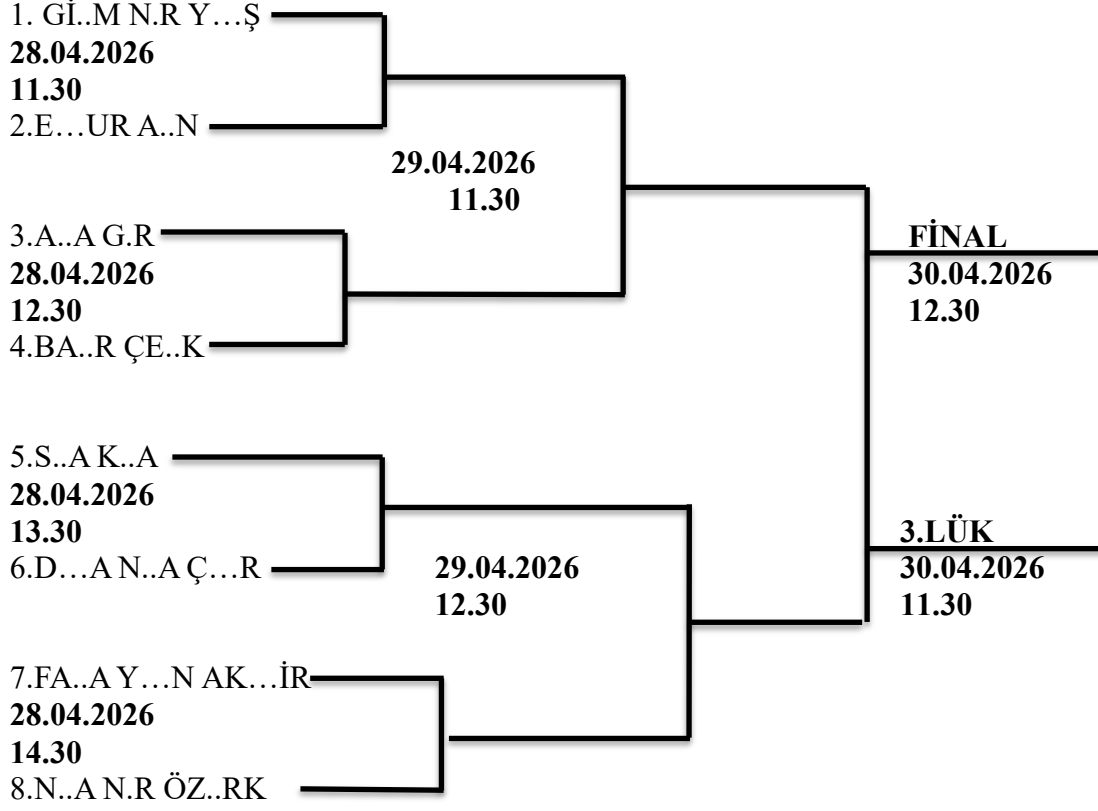 1. Gİ..M N.R Y…Ş
28.04.2026
11.30
2.E…UR A..N
29.04.2026
11.30
3.A..A G.R
28.04.2026
12.30
4.BA..R ÇE..K
FİNAL
30.04.2026
12.30
5.S..A K..A
28.04.2026
13.30
6.D…A N..A Ç…R
29.04.2026
12.30
3.LÜK
30.04.2026
11.30
7.FA..A Y…N AK…İR
28.04.2026
14.30
8.N..A N.R ÖZ..RK